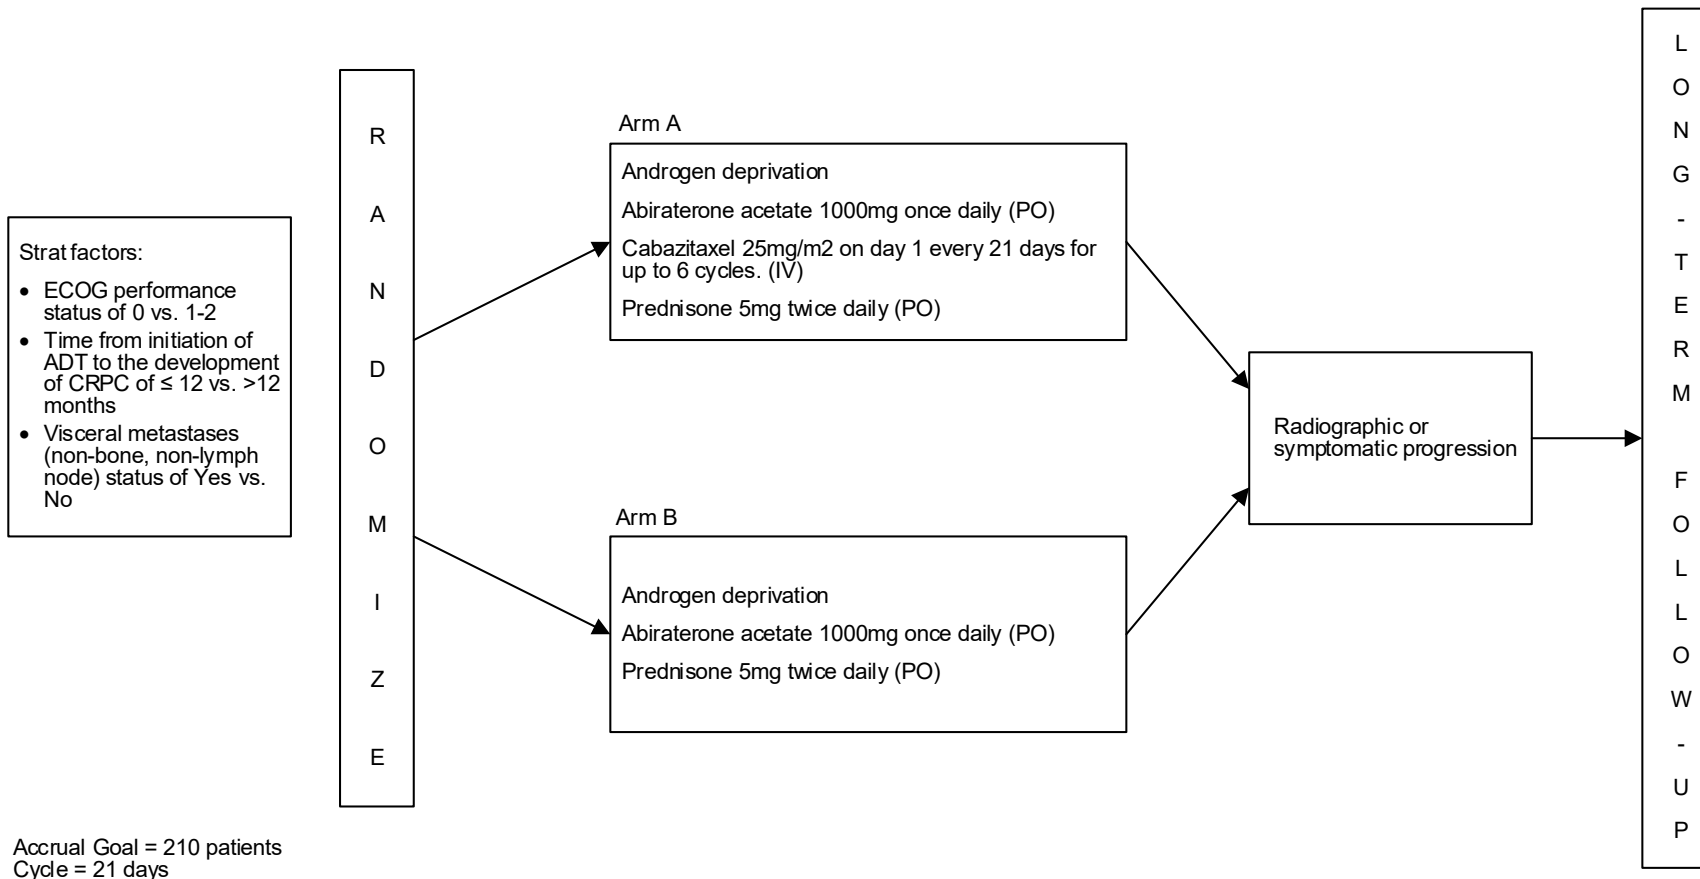 Strat factors:
• ECOG performance
status of 0 vs. 1-2
• Time from initiation of
ADT to the development
of CRPC of ≤ 12 vs. >12
months
• Visceral metastases
(non-bone, non-lymph
node) status of Yes vs.
No
R
A
N
D
O
M
I
Z
E
Arm A
Androgen deprivation
Abiraterone acetate 1000mg once daily (PO)
Cabazitaxel 25mg/m2 on day 1 every 21 days for
up to 6 cycles. (IV)
Prednisone 5mg twice daily (PO)
Arm B
Androgen deprivation
Abiraterone acetate 1000mg once daily (PO)
Prednisone 5mg twice daily (PO)
Radiographic or
symptomatic progression
L
O
N
G
-
T
E
R
M
F
O
L
L
O
W
-
U
P
Accrual Goal = 210 patients
Cycle = 21 days